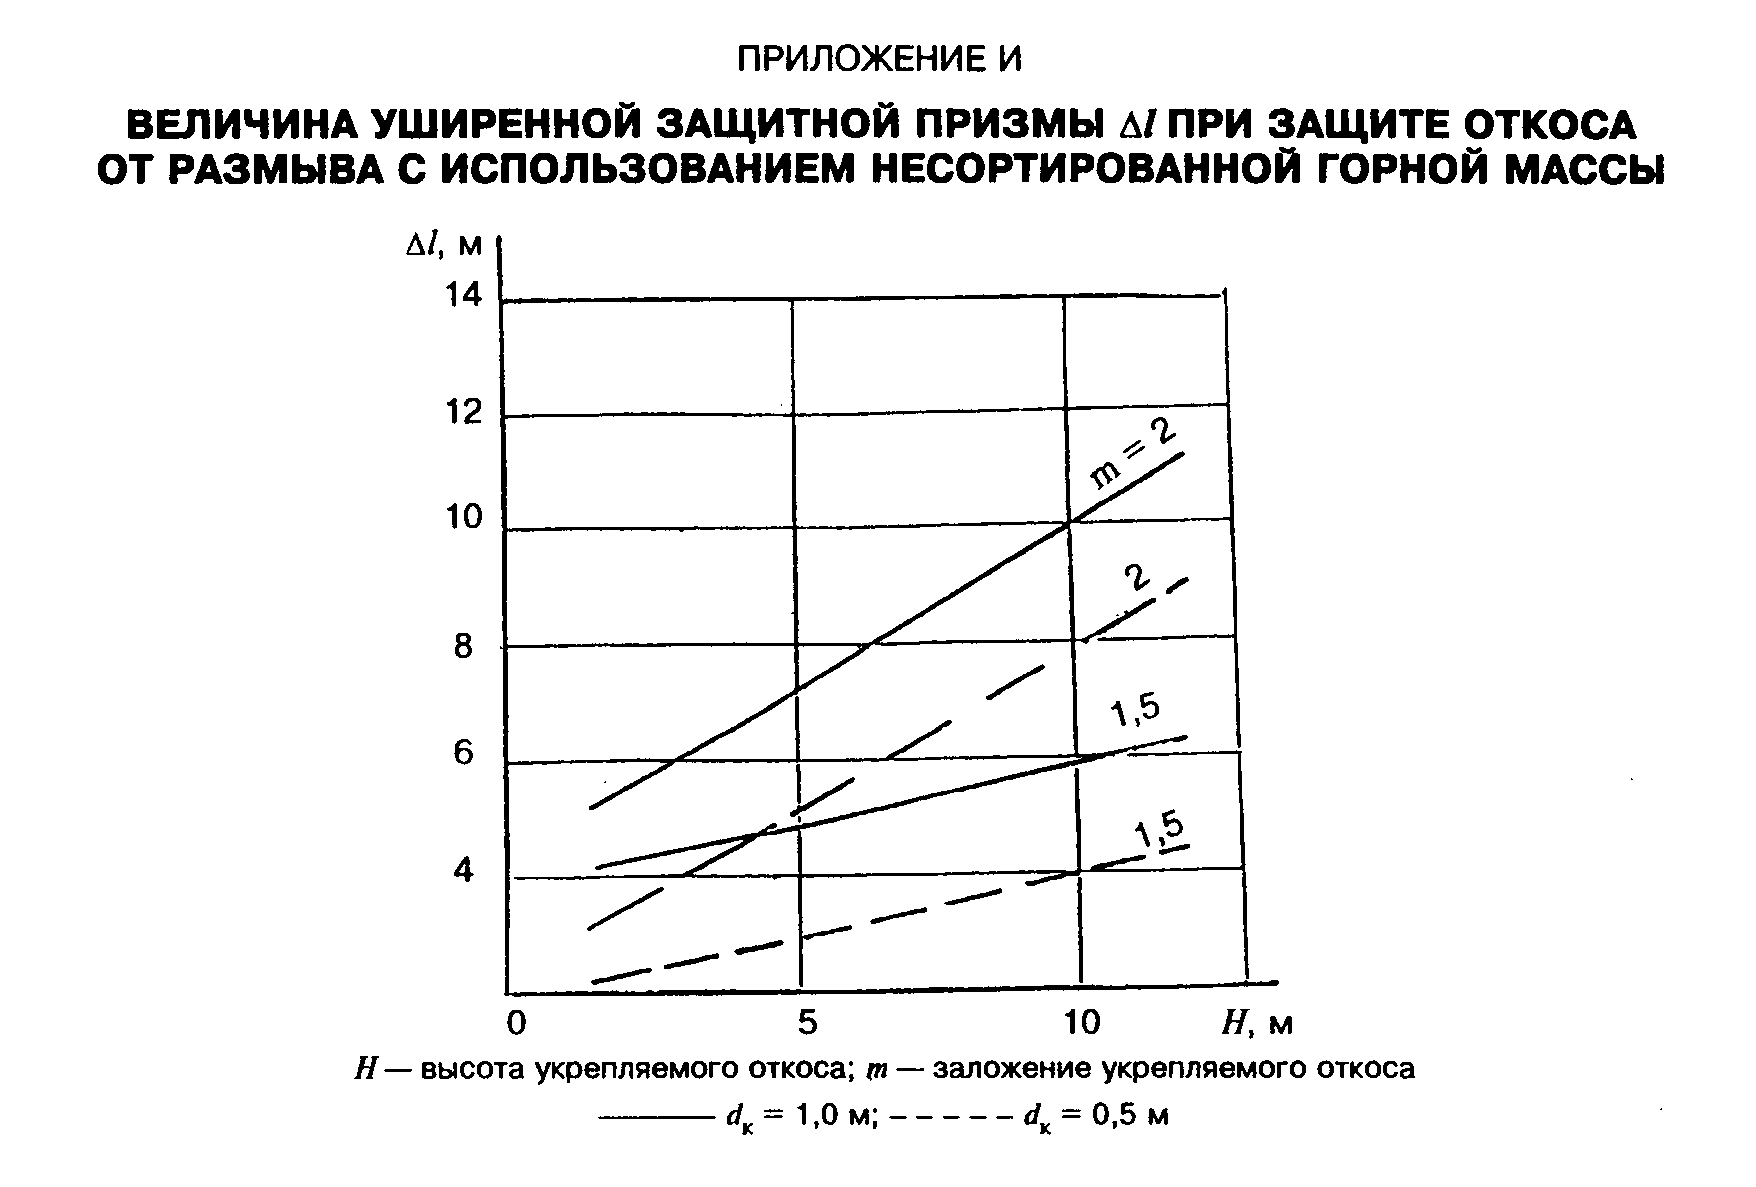 ПРИЛОЖЕНИЕ И
ВЕЛИЧИНА УШИРЕННОЙ ЗАЩИТНОЙ ПРИЗМЫ Δl ПРИ ЗАЩИТЕ ОТКОСА
ОТ РАЗМЫВА С ИСПОЛЬЗОВАНИЕМ НЕСОРТИРОВАННОЙ ГОРНОЙ МАССЫ
Δl, м
14
12
m = 2
10
2
8
1,5
6
1,5
4
0 5 10 H, м
H — высота укрепляемого откоса; m — заложение укрепляемого откоса
——— dк = 1,0 м; – – – – – dк = 0,5 м